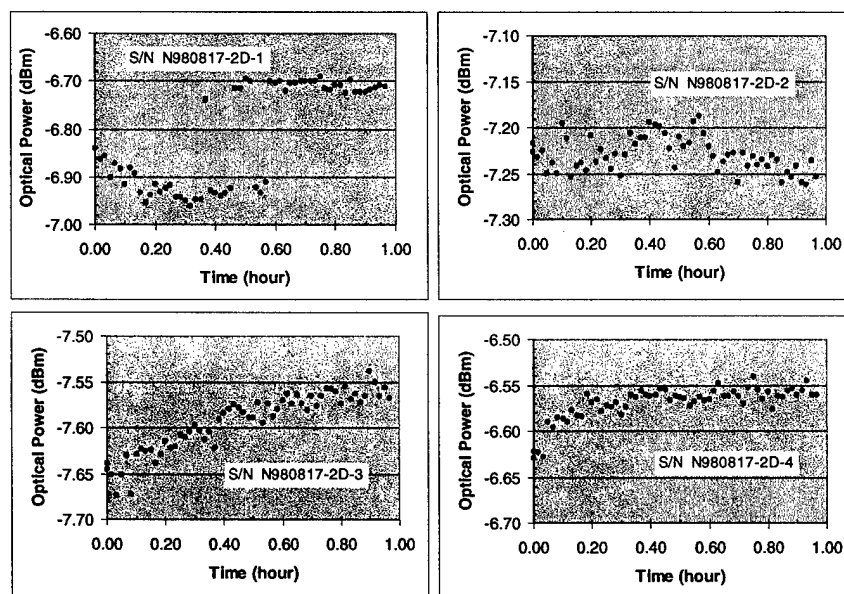 S/N N980817-2D-1
Optical Power (dBm)
-6.60
-6.70
-6.80
-6.90
-7.00
0.00 0.20 0.40 0.60 0.80 1.00
Time (hour)
S/N N980817-2D-2
Optical Power (dBm)
-7.10
-7.15
-7.20
-7.25
-7.30
0.00 0.20 0.40 0.60 0.80 1.00
Time (hour)
S/N N980817-2D-3
Optical Power (dBm)
-7.50
-7.55
-7.60
-7.65
-7.70
0.00 0.20 0.40 0.60 0.80 1.00
Time (hour)
S/N N980817-2D-4
Optical Power (dBm)
-6.50
-6.55
-6.60
-6.65
-6.70
0.00 0.20 0.40 0.60 0.80 1.00
Time (hour)